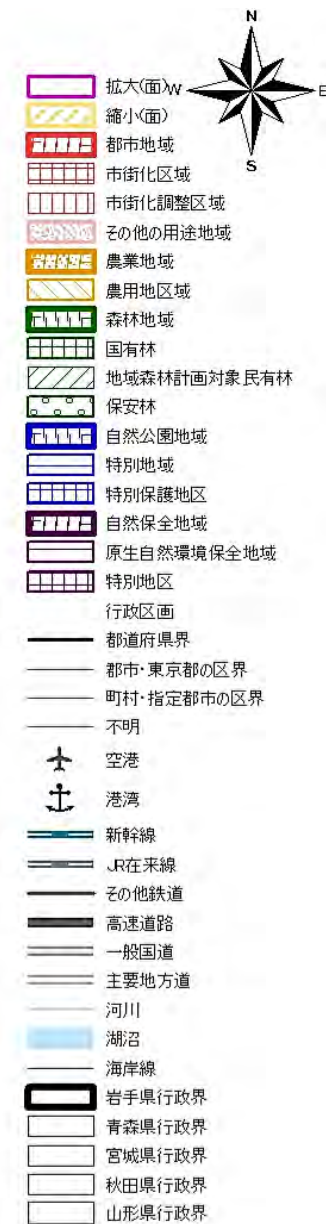 N
W
E
S
拡大(面)
縮小(面)
都市地域
市街化区域
市街化調整区域
その他の用途地域
農業地域
農用地区域
森林地域
国有林
地域森林計画対象民有林
保安林
自然公園地域
特別地域
特別保護地区
自然保全地域
原生自然環境保全地域
特別地区
行政区画
都道府県界
郡市・東京都の区界
町村・指定都市の区界
不明
空港
港湾
新幹線
JR在来線
その他鉄道
高速道路
一般国道
主要地方道
河川
湖沼
海岸線
岩手県行政界
青森県行政界
宮城県行政界
秋田県行政界
山形県行政界